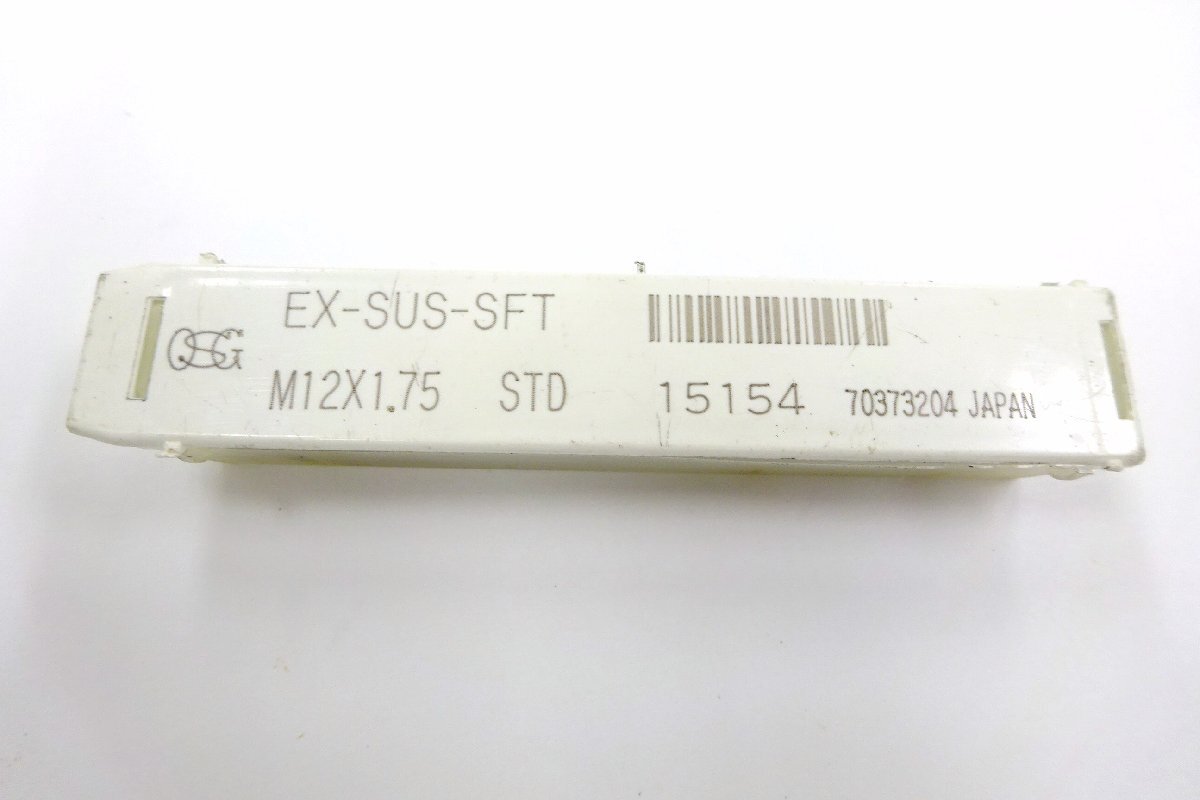 OSG
EX-SUS-SFT
M12X1.75 STD 15154 70373204 JAPAN